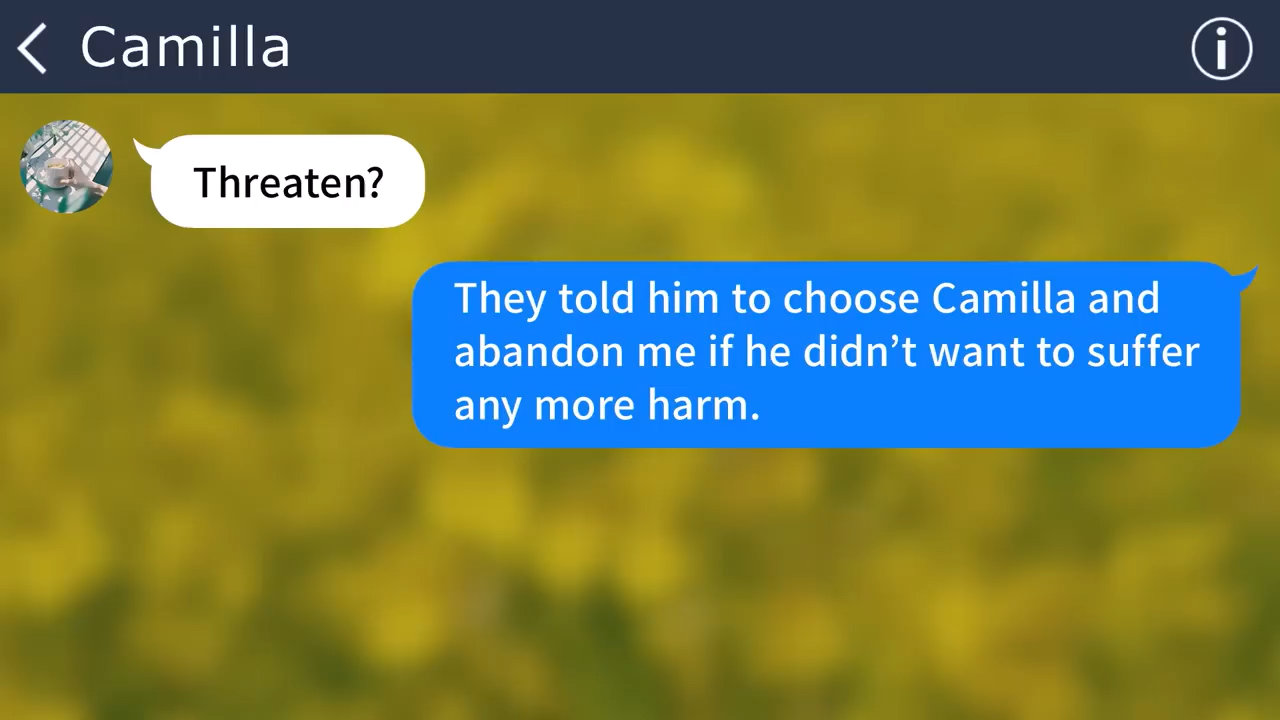 Camilla
Threaten?
They told him to choose Camilla and
abandon me if he didn’t want to suffer
any more harm.